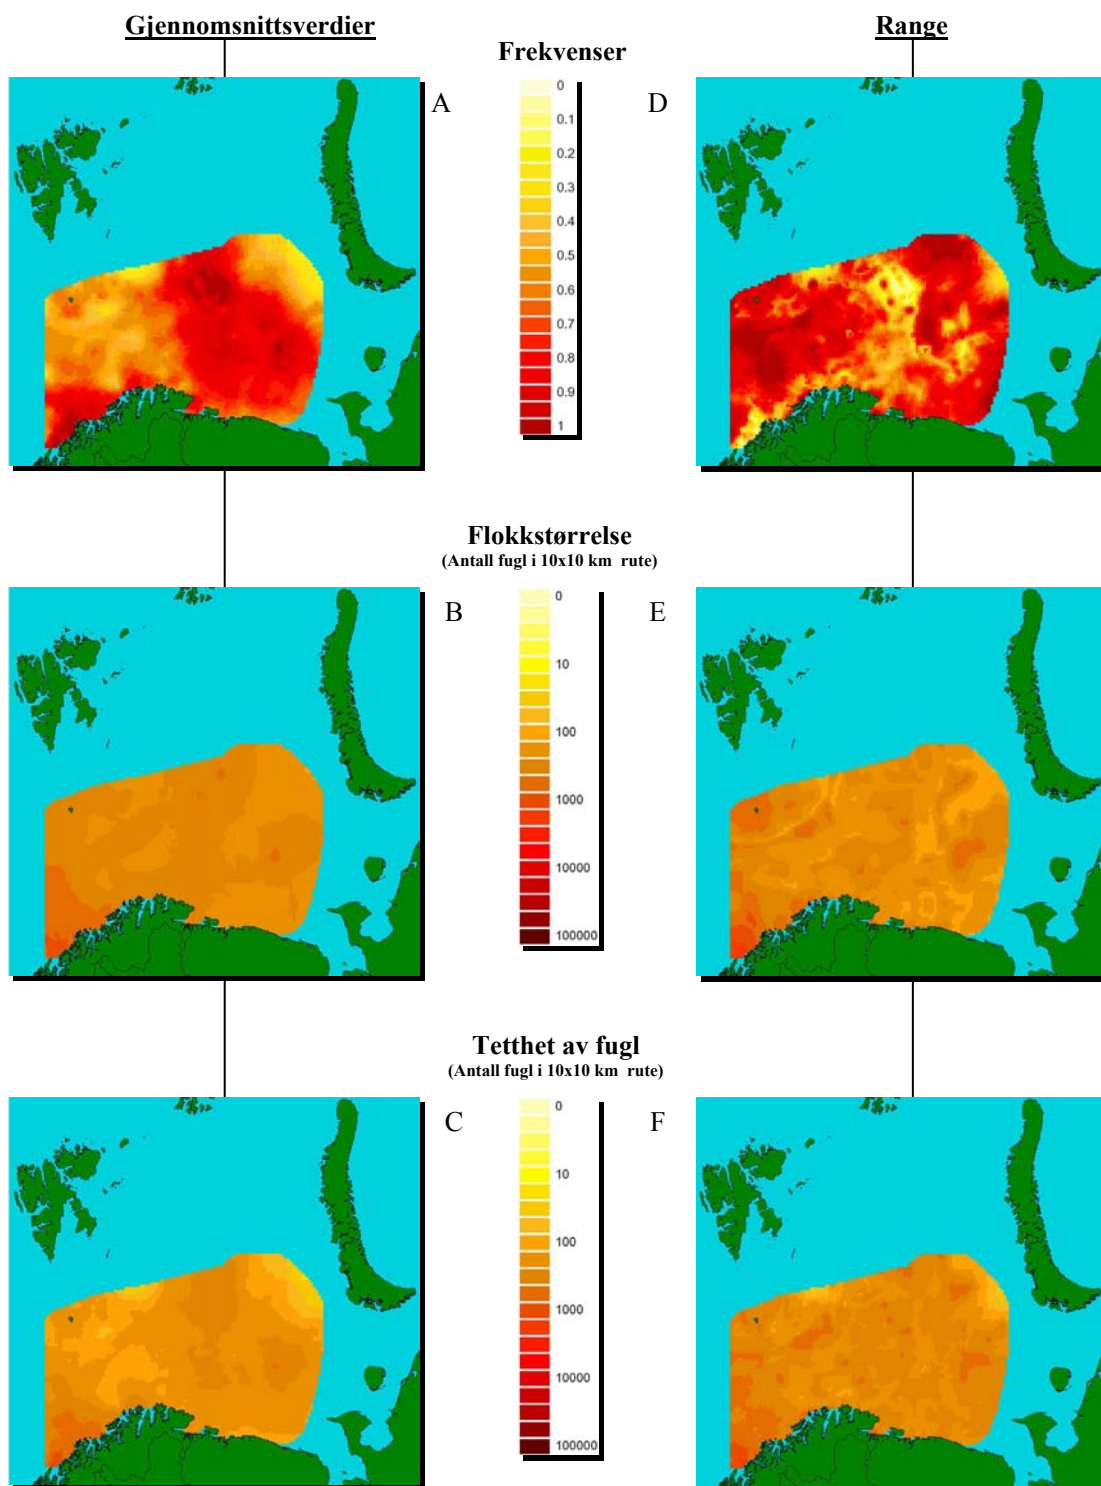 Gjennomsnittsverdier
Range
Frekvenser
A
D
0
0.1
0.2
0.3
0.4
0.5
0.6
0.7
0.8
0.9
1
Flokkstørrelse
(Antall fugl i 10x10 km rute)
B
E
0
10
100
1000
10000
100000
Tetthet av fugl
(Antall fugl i 10x10 km rute)
C
F
0
10
100
1000
10000
100000